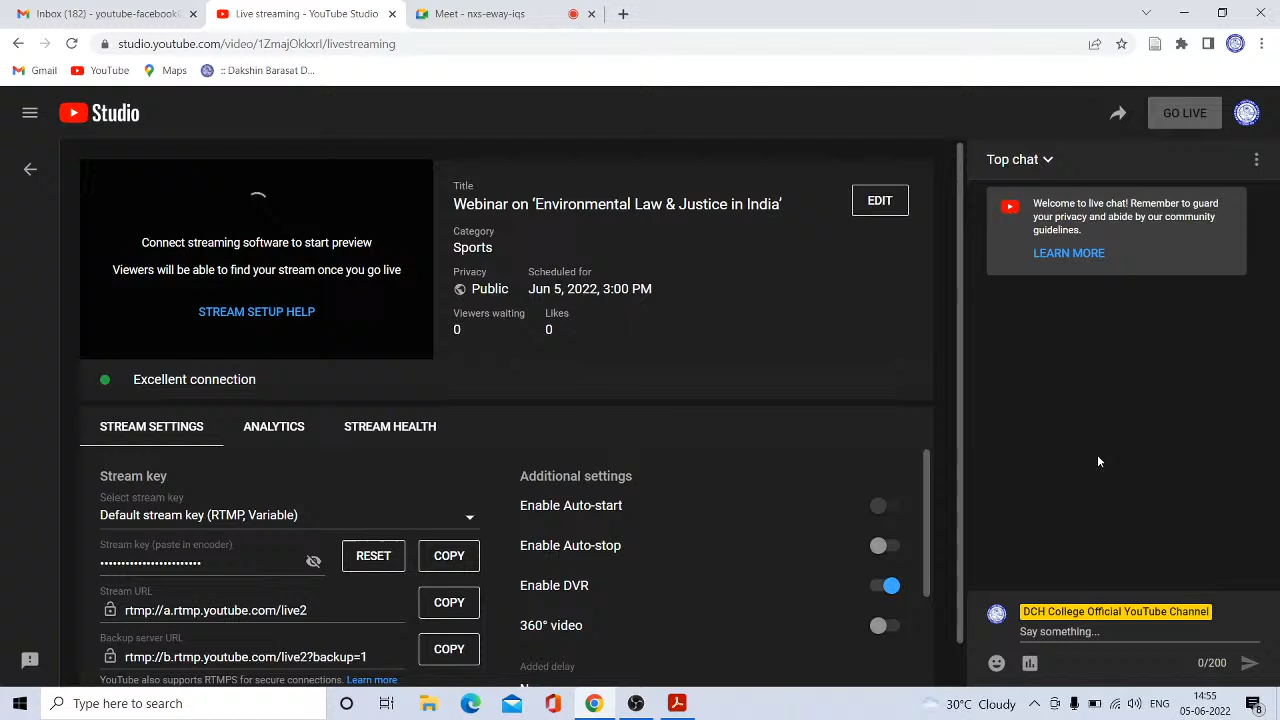 Inbox (182) - youtube-facebook@
Live streaming - YouTube Studio
Meet - nxs-eway-iqs
studio.youtube.com/video/1ZmajOklxrI/livestreaming
Gmail
YouTube
Maps
:: Dakshin Barasat D...
Studio
GO LIVE
Connect streaming software to start preview
Viewers will be able to find your stream once you go live
STREAM SETUP HELP
Excellent connection
Title
Webinar on ‘Environmental Law & Justice in India’
EDIT
Category
Sports
Privacy
Scheduled for
Public
Jun 5, 2022, 3:00 PM
Viewers waiting
Likes
0
0
STREAM SETTINGS
ANALYTICS
STREAM HEALTH
Stream key
Select stream key
Default stream key (RTMP, Variable)
Stream key (paste in encoder)
••••••••••••••••••••••••
RESET
COPY
Stream URL
rtmp://a.rtmp.youtube.com/live2
COPY
Backup server URL
rtmp://b.rtmp.youtube.com/live2?backup=1
COPY
YouTube also supports RTMPS for secure connections. Learn more
Additional settings
Enable Auto-start
Enable Auto-stop
Enable DVR
360° video
Added delay
Top chat
Welcome to live chat! Remember to guard
your privacy and abide by our community
guidelines.
LEARN MORE
DCH College Official YouTube Channel
Say something...
0/200
Type here to search
30°C Cloudy
ENG
14:55
05-06-2022
8